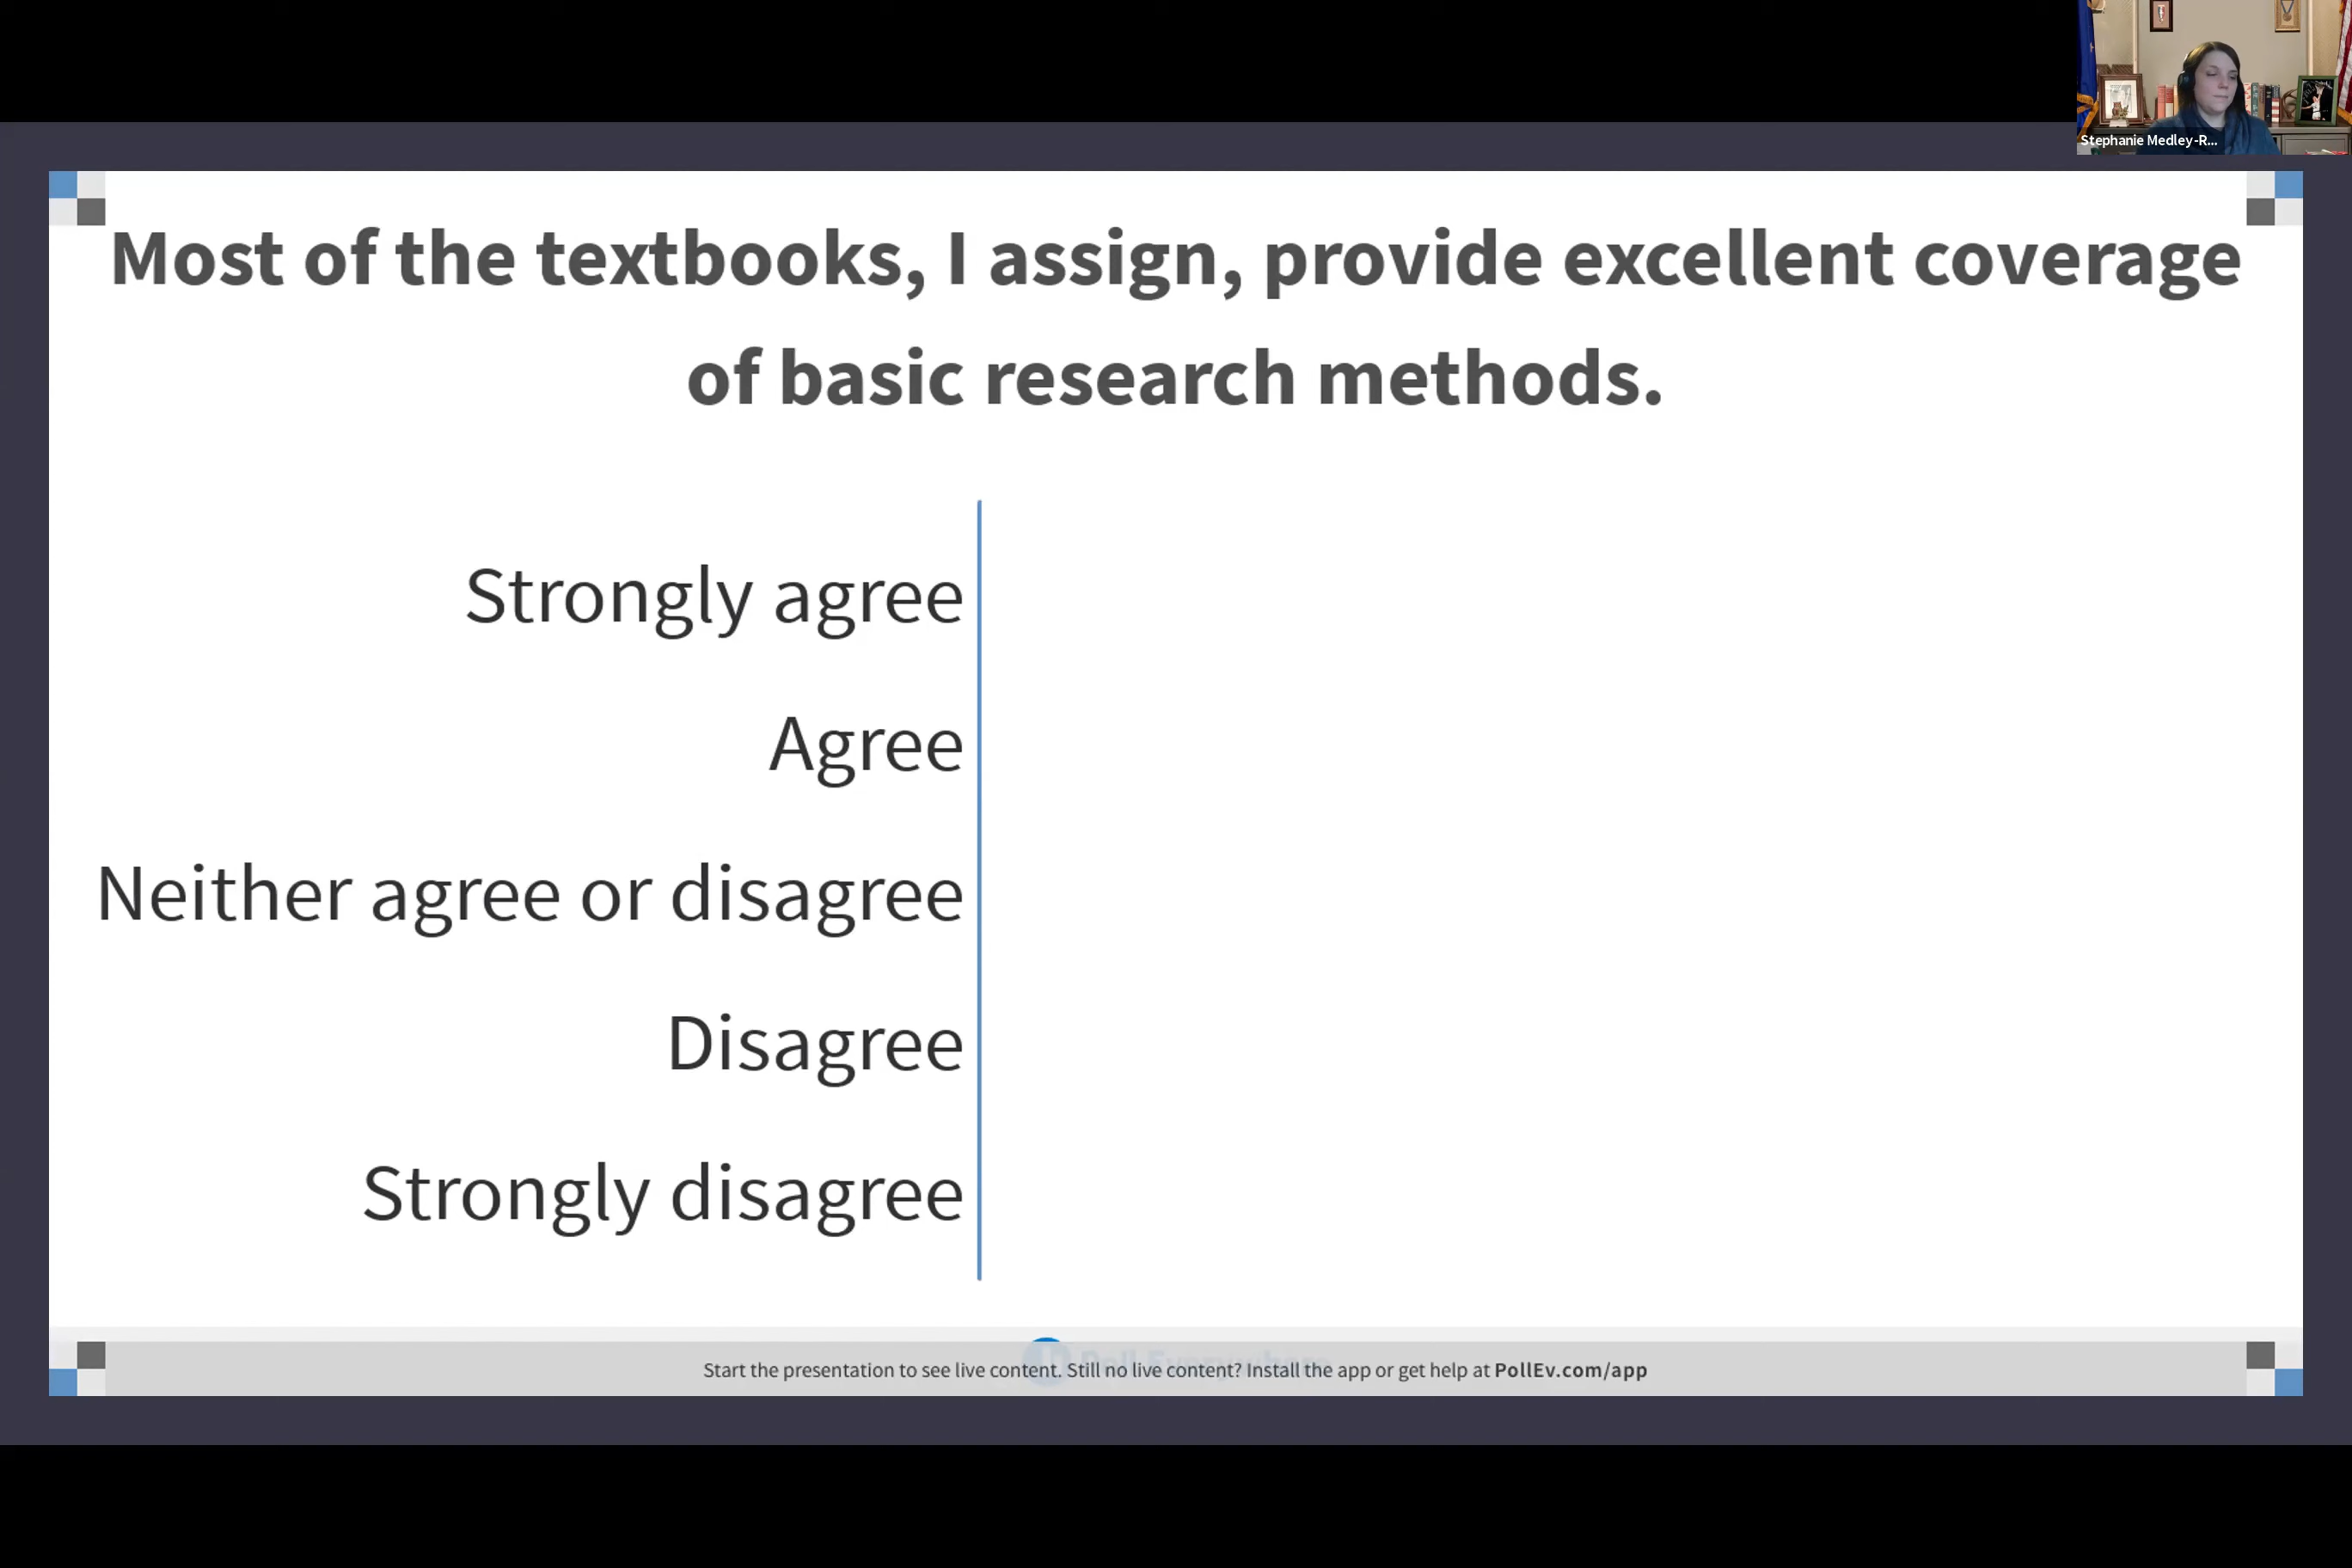 Stephanie Medley-R...
Most of the textbooks, I assign, provide excellent coverage
of basic research methods.
Strongly agree
Agree
Neither agree or disagree
Disagree
Strongly disagree
Start the presentation to see live content. Still no live content? Install the app or get help at PollEv.com/app